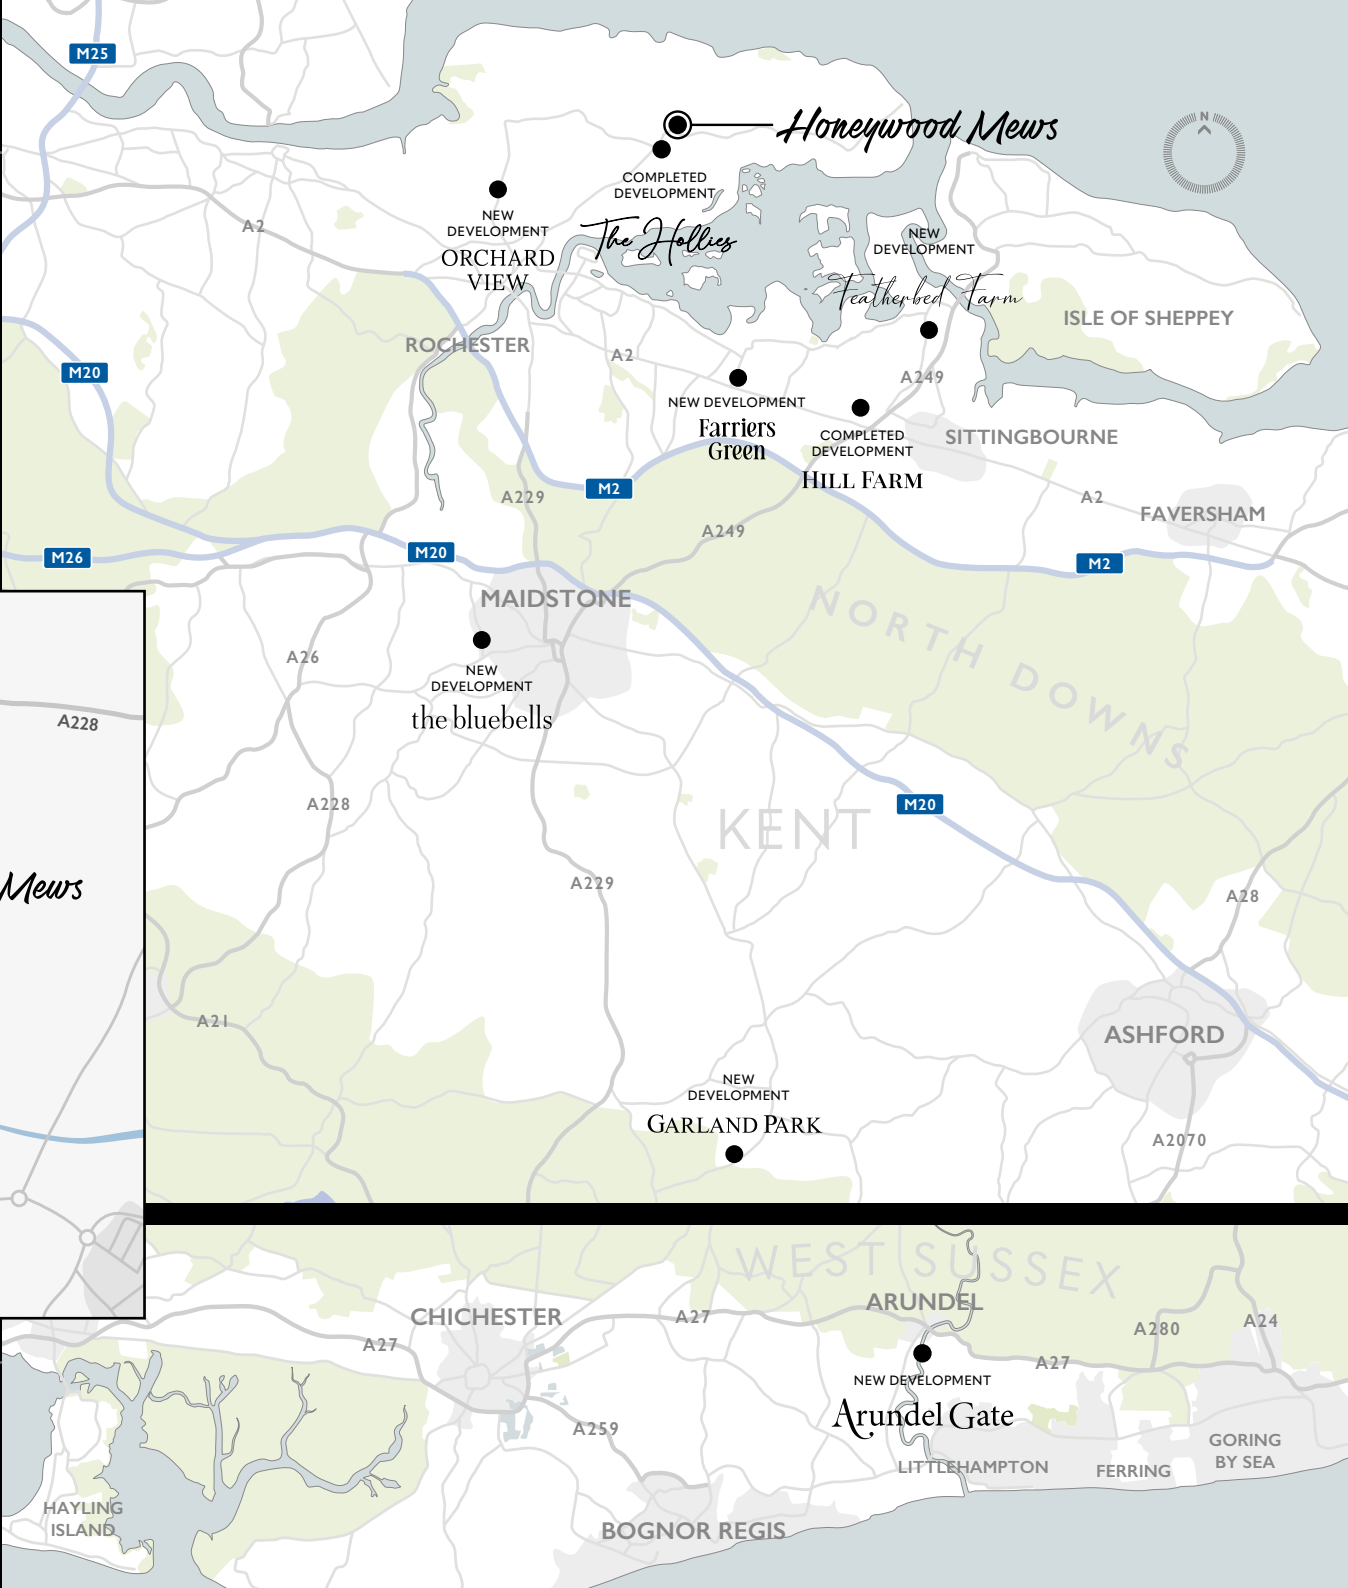 M25
N
Honeywood Mews
COMPLETED
DEVELOPMENT
The Hollies
NEW
DEVELOPMENT
ORCHARD
VIEW
A2
NEW
DEVELOPMENT
Featherbed Farm
ISLE OF SHEPPEY
ROCHESTER
A2
M20
A249
NEW DEVELOPMENT
Farriers
Green
COMPLETED
DEVELOPMENT
HILL FARM
SITTINGBOURNE
M2
A229
A2
FAVERSHAM
A249
M26
M20
M2
MAIDSTONE
NORTH DOWNS
A26
NEW
DEVELOPMENT
the bluebells
A228
A228
KENT
M20
Mews
A229
A28
A21
ASHFORD
NEW
DEVELOPMENT
GARLAND PARK
A2070
WEST SUSSEX
CHICHESTER
A27
A27
ARUNDEL
A280
A24
A27
NEW DEVELOPMENT
Arundel Gate
A259
GORING
BY SEA
LITTLEHAMPTON
FERRING
HAYLING
ISLAND
BOGNOR REGIS